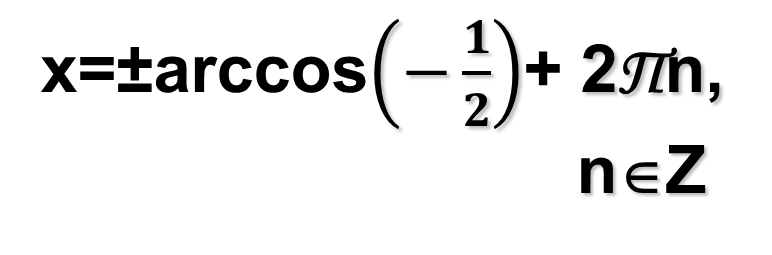 x=±arccos(−1/2)+ 2πn,
n∈Z